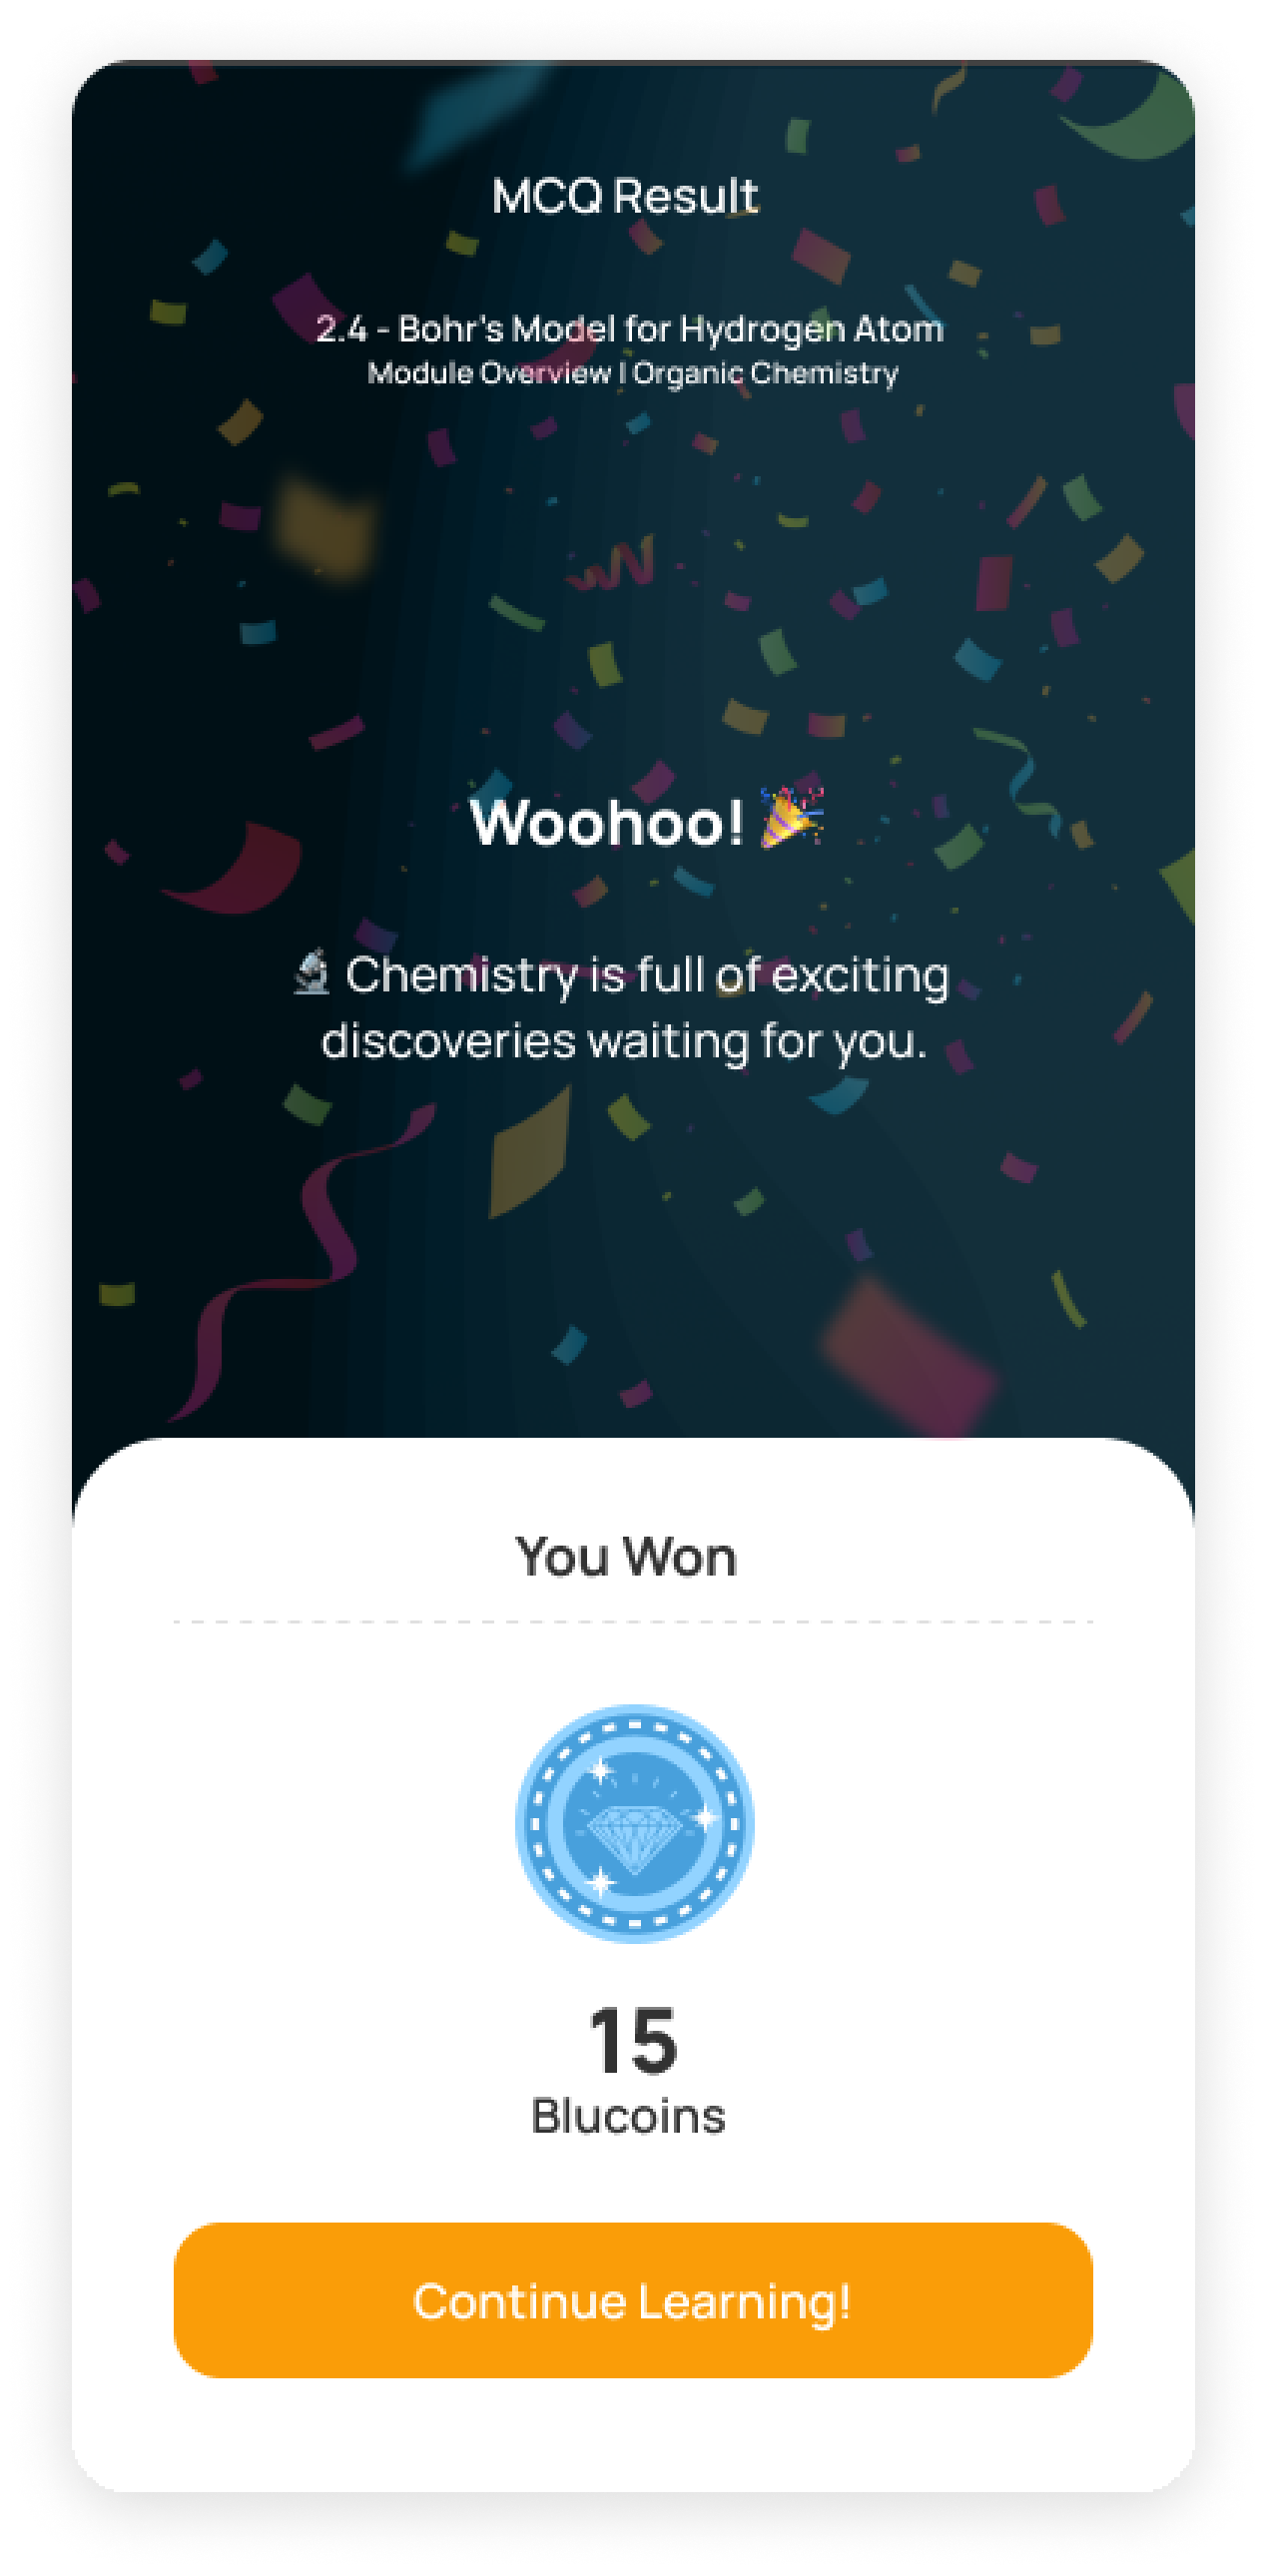 MCQ Result
2.4 - Bohr's Model for Hydrogen Atom
Module Overview | Organic Chemistry
Woohoo! 🎉
🔬 Chemistry is full of exciting
discoveries waiting for you.
You Won
15
Blucoins
Continue Learning!